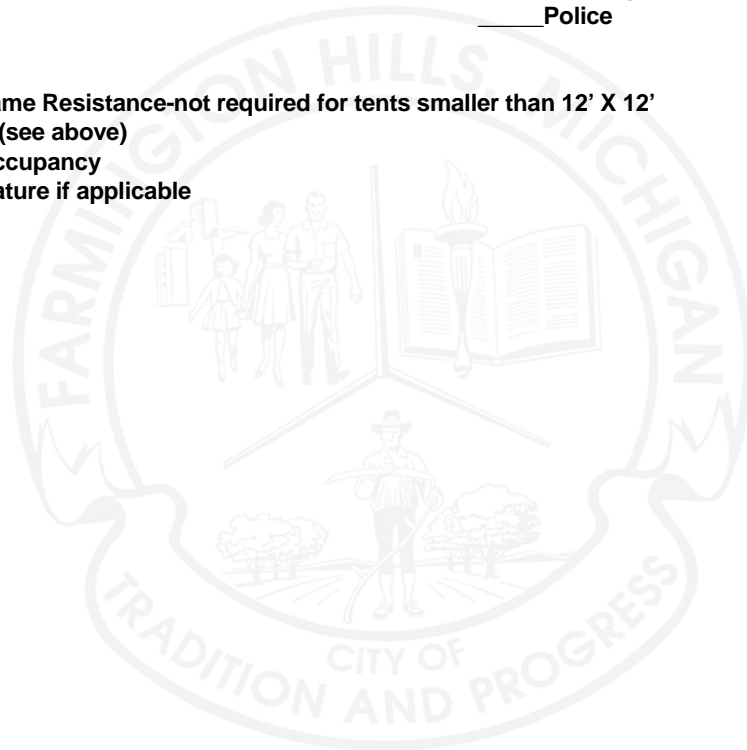 _____Police
ame Resistance-not required for tents smaller than 12’ X 12’
(see above)
ccupancy
ature if applicable
FARMINGTON HILLS, MICHIGAN
CITY OF
TRADITION AND PROGRESS